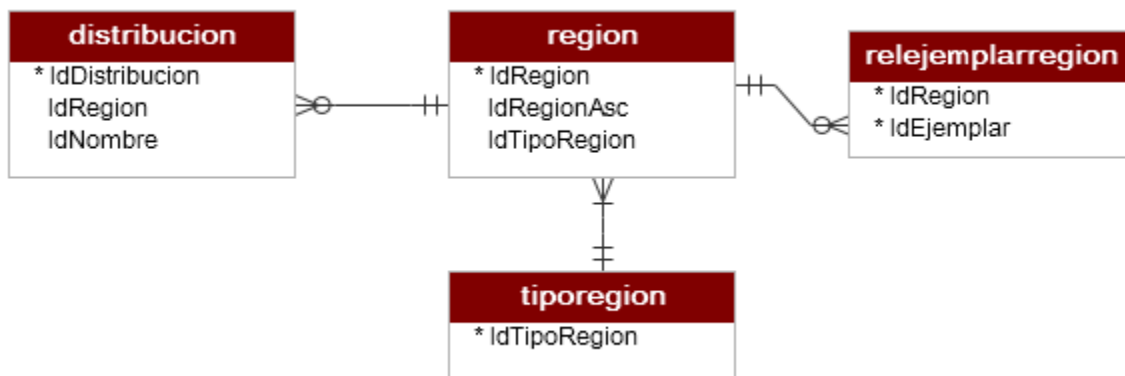 distribucion
* IdDistribucion
IdRegion
IdNombre
region
* IdRegion
IdRegionAsc
IdTipoRegion
relejemplarregion
* IdRegion
* IdEjemplar
tiporegion
* IdTipoRegion